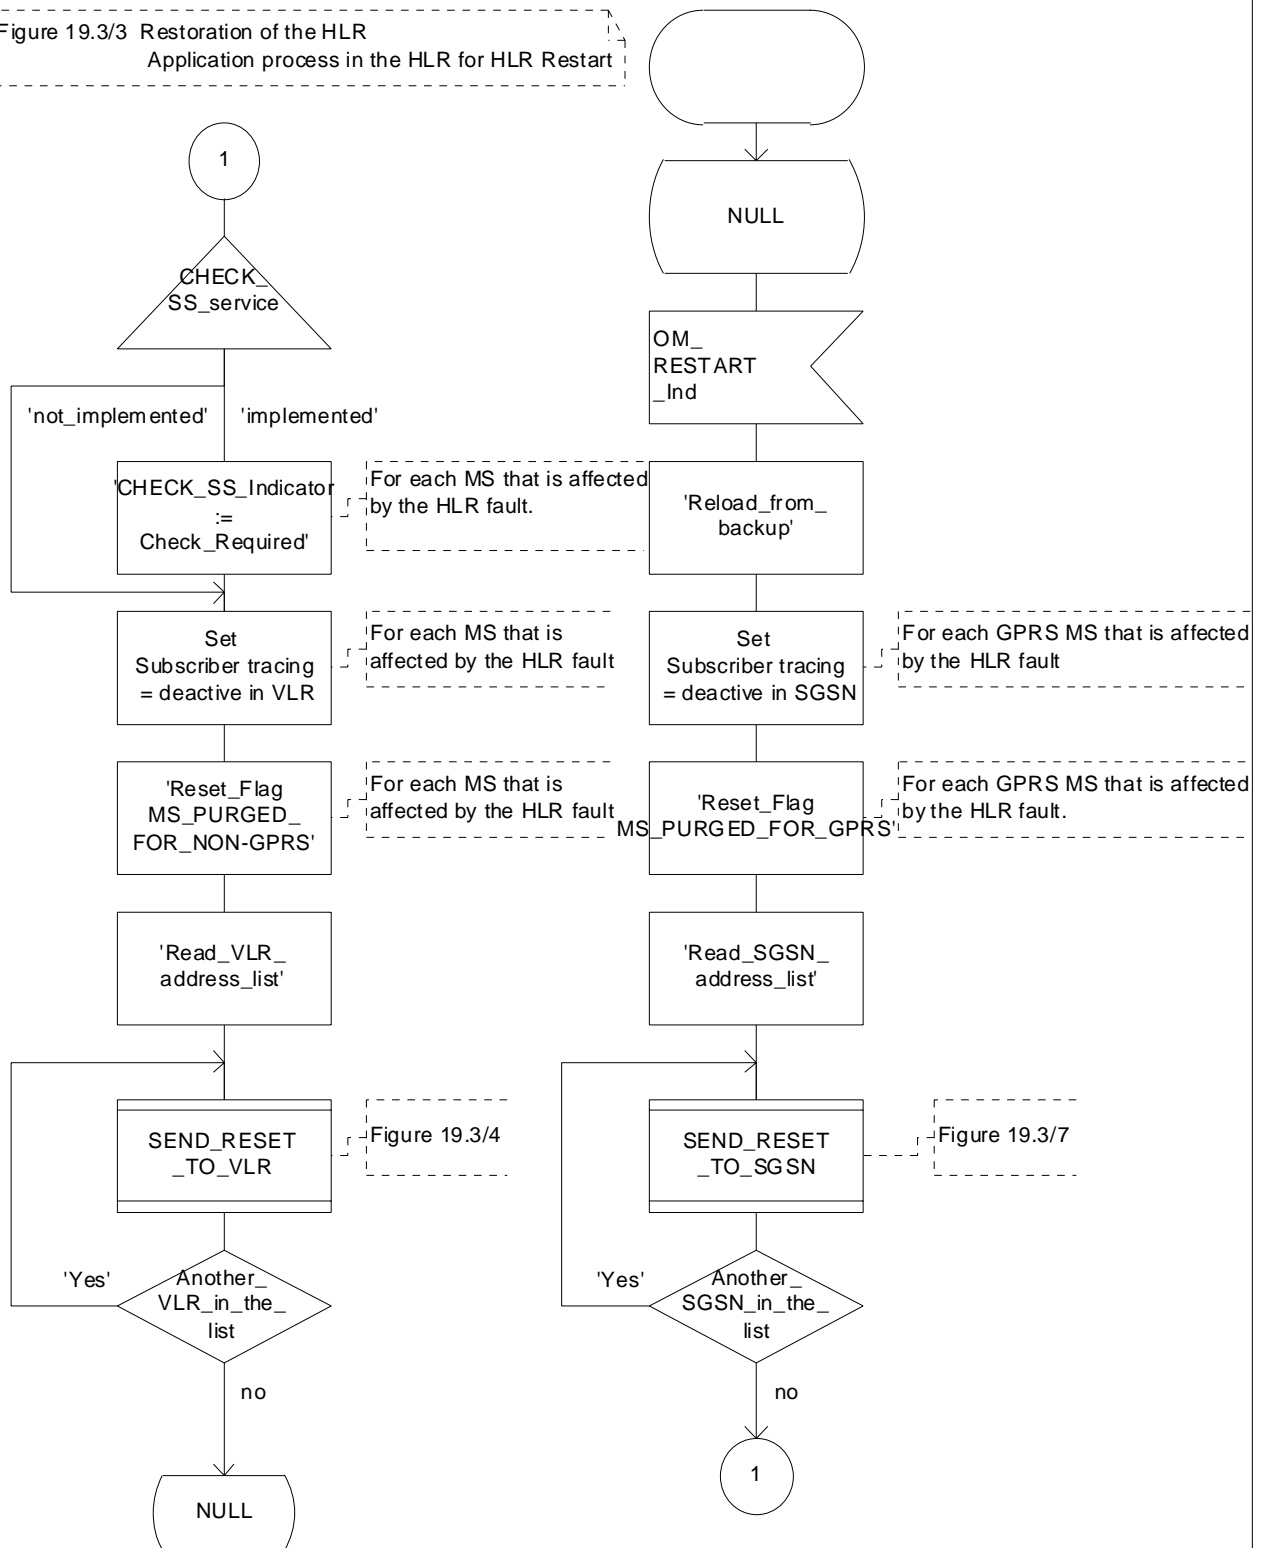 Figure 19.3/3 Restoration of the HLR
Application process in the HLR for HLR Restart
1
CHECK_
SS_service
'not_implemented'
'implemented'
'CHECK_SS_Indicator
:=
Check_Required'
For each MS that is affected
by the HLR fault.
Set
Subscriber tracing
= deactive in VLR
For each MS that is
affected by the HLR fault
'Reset_Flag
MS_PURGED_
FOR_NON-GPRS'
For each MS that is
affected by the HLR fault
'Read_VLR_
address_list'
SEND_RESET
_TO_VLR
Figure 19.3/4
'Yes'
Another_
VLR_in_the_
list
no
NULL
NULL
OM_
RESTART
_Ind
'Reload_from_
backup'
Set
Subscriber tracing
= deactive in SGSN
For each GPRS MS that is affected
by the HLR fault
'Reset_Flag
MS_PURGED_FOR_GPRS'
For each GPRS MS that is affected
by the HLR fault.
'Read_SGSN_
address_list'
SEND_RESET
_TO_SGSN
Figure 19.3/7
'Yes'
Another_
SGSN_in_the_
list
no
1